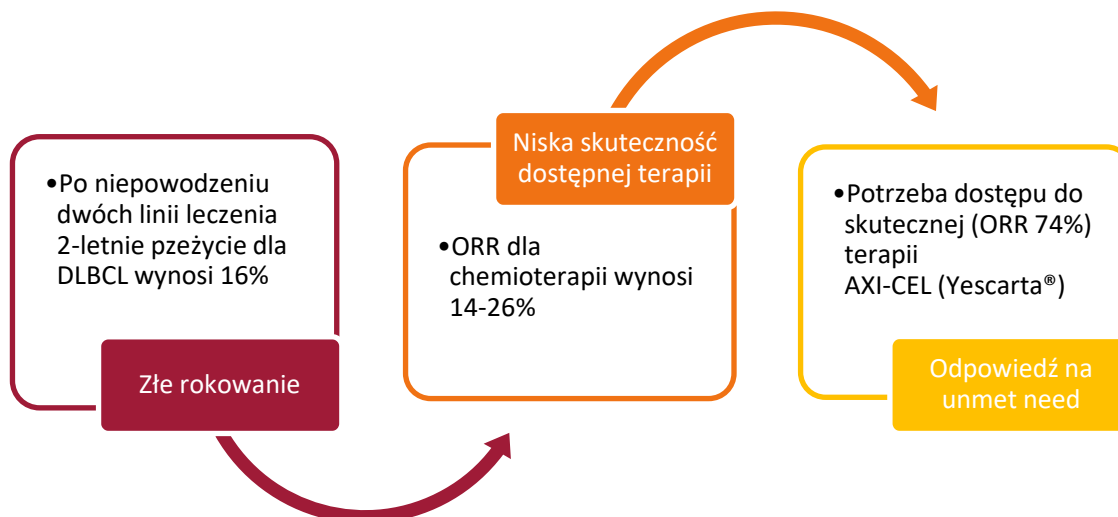 •Po niepowodzeniu
dwóch linii leczenia
2-letnie pzeżycie dla
DLBCL wynosi 16%
Złe rokowanie
Niska skuteczność
dostępnej terapii
•ORR dla
chemioterapii wynosi
14-26%
•Potrzeba dostępu do
skutecznej (ORR 74%)
terapii
AXI-CEL (Yescarta®)
Odpowiedź na
unmet need